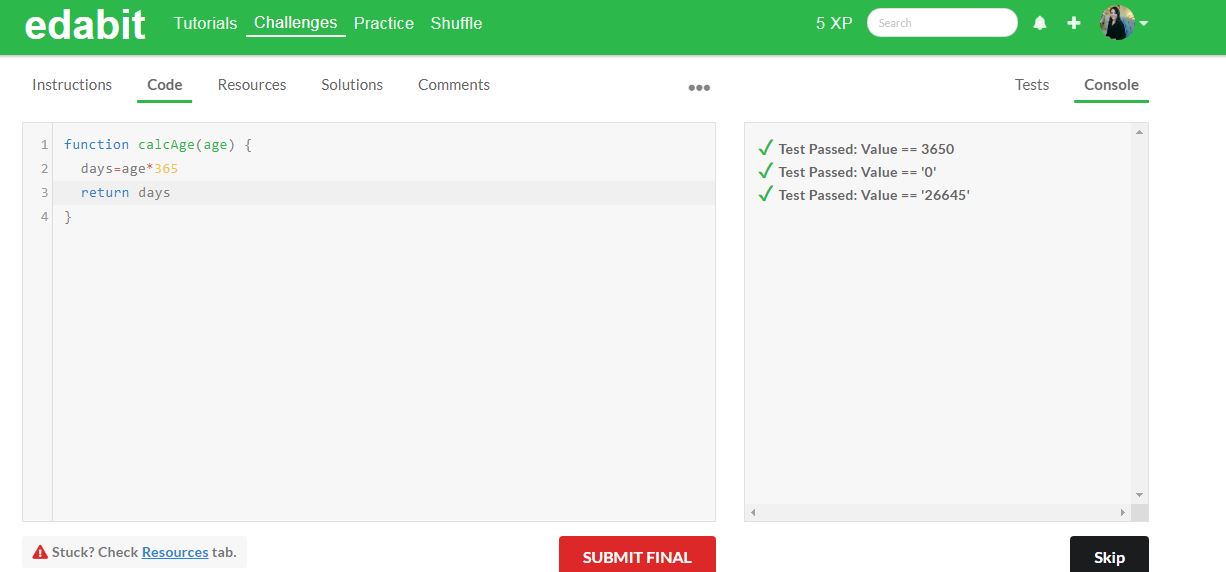 edabit Tutorials Challenges Practice Shuffle 5 XP Search
Instructions Code Resources Solutions Comments ••• Tests Console
1 function calcAge(age) {
2 days=age*365
3 return days
4 }
Test Passed: Value == 3650
Test Passed: Value == '0'
Test Passed: Value == '26645'
Stuck? Check Resources tab.
SUBMIT FINAL
Skip